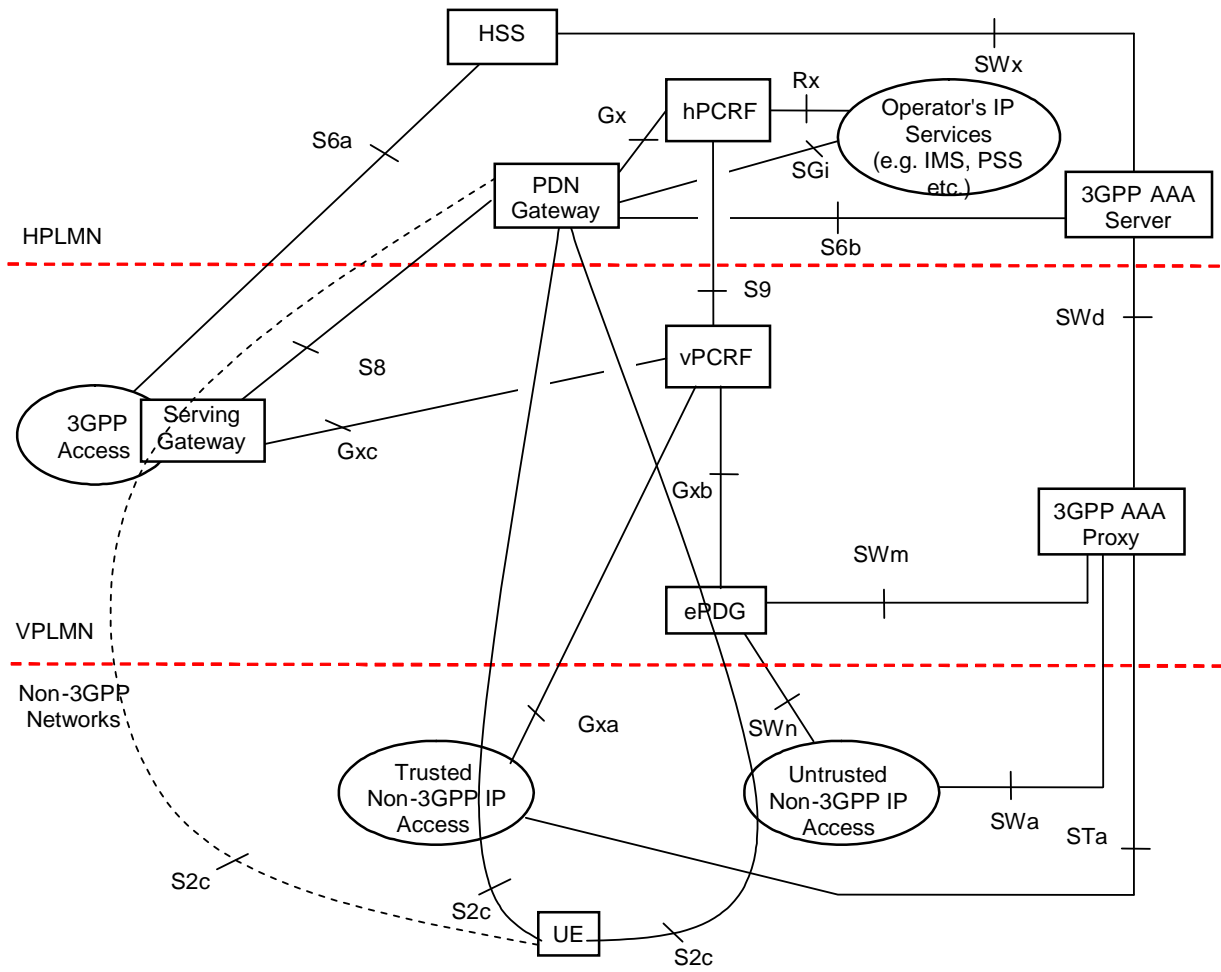 HSS
SWx
Rx
Gx
hPCRF
Operator's IP
Services
(e.g. IMS, PSS
etc.)
S6a
SGi
PDN
Gateway
3GPP AAA
Server
HPLMN
S6b
S9
SWd
vPCRF
S8
3GPP
Access
Serving
Gateway
Gxc
Gxb
3GPP AAA
Proxy
SWm
ePDG
VPLMN
Non-3GPP
Networks
Gxa
SWn
Trusted
Non-3GPP IP
Access
Untrusted
Non-3GPP IP
Access
SWa
STa
S2c
S2c
UE
S2c